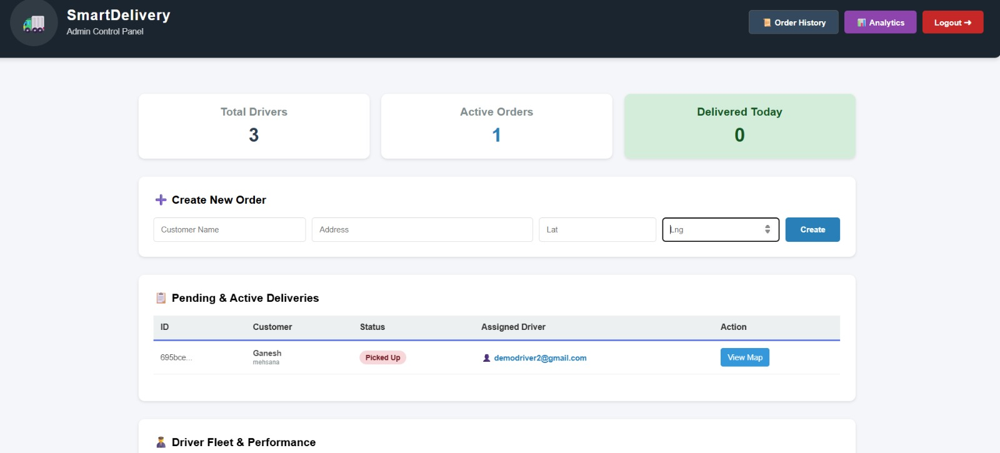 SmartDelivery
Admin Control Panel
Order History
Analytics
Logout ➜
Total Drivers
3
Active Orders
1
Delivered Today
0
Create New Order
Customer Name
Address
Lat
Lng
Create
Pending & Active Deliveries
ID Customer Status Assigned Driver Action
695bce... Ganesh Picked Up demodriver2@gmail.com View Map
mehsana
Driver Fleet & Performance